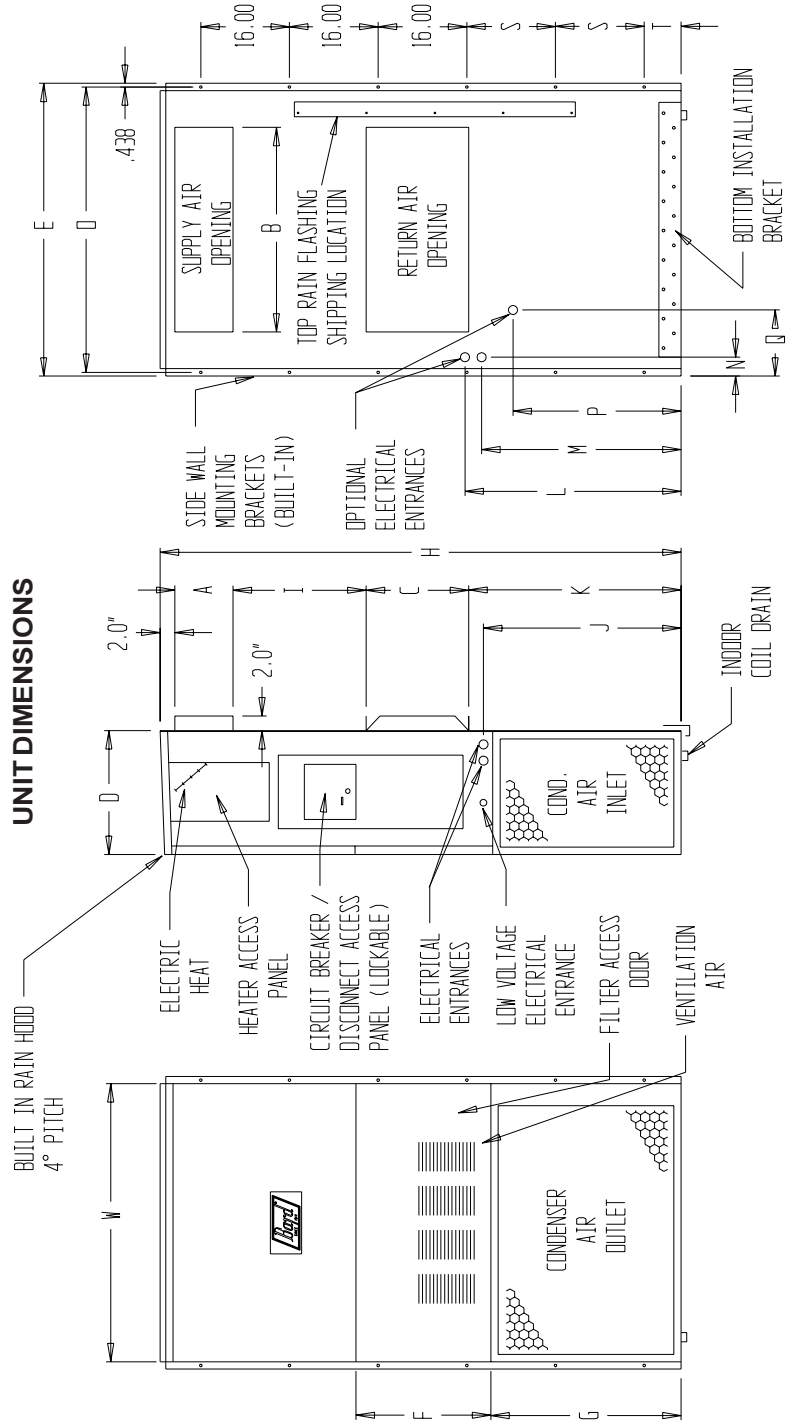 UNIT DIMENSIONS
BUILT IN RAIN HOOD
4° PITCH
W
Bard
F
G
CONDENSER
AIR
OUTLET
VENTILATION
AIR
FILTER ACCESS
DOOR
LOW VOLTAGE
ELECTRICAL
ENTRANCE
ELECTRICAL
ENTRANCES
CIRCUIT BREAKER /
DISCONNECT ACCESS
PANEL (LOCKABLE)
HEATER ACCESS
PANEL
ELECTRIC
HEAT
D
2.0"
A
2.0"
I
C
H
K
J
COND.
AIR
INLET
INDOOR
COIL DRAIN
SIDE WALL
MOUNTING
BRACKETS
(BUILT-IN)
OPTIONAL
ELECTRICAL
ENTRANCES
L
M
P
N
Q
E
O
.438
SUPPLY AIR
OPENING
B
TOP RAIN FLASHING
SHIPPING LOCATION
RETURN AIR
OPENING
16.00
16.00
16.00
S
S
T
BOTTOM INSTALLATION
BRACKET